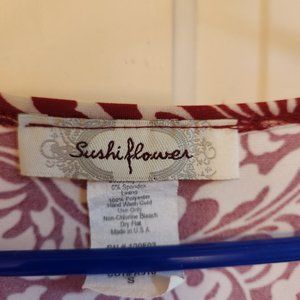 Sushi flower
5% Spandex
Lining
100% Polyester
Hand Wash Cold
Use Only
Non-Chlorine Bleach
Dry Flat
Made in U.S.A
S